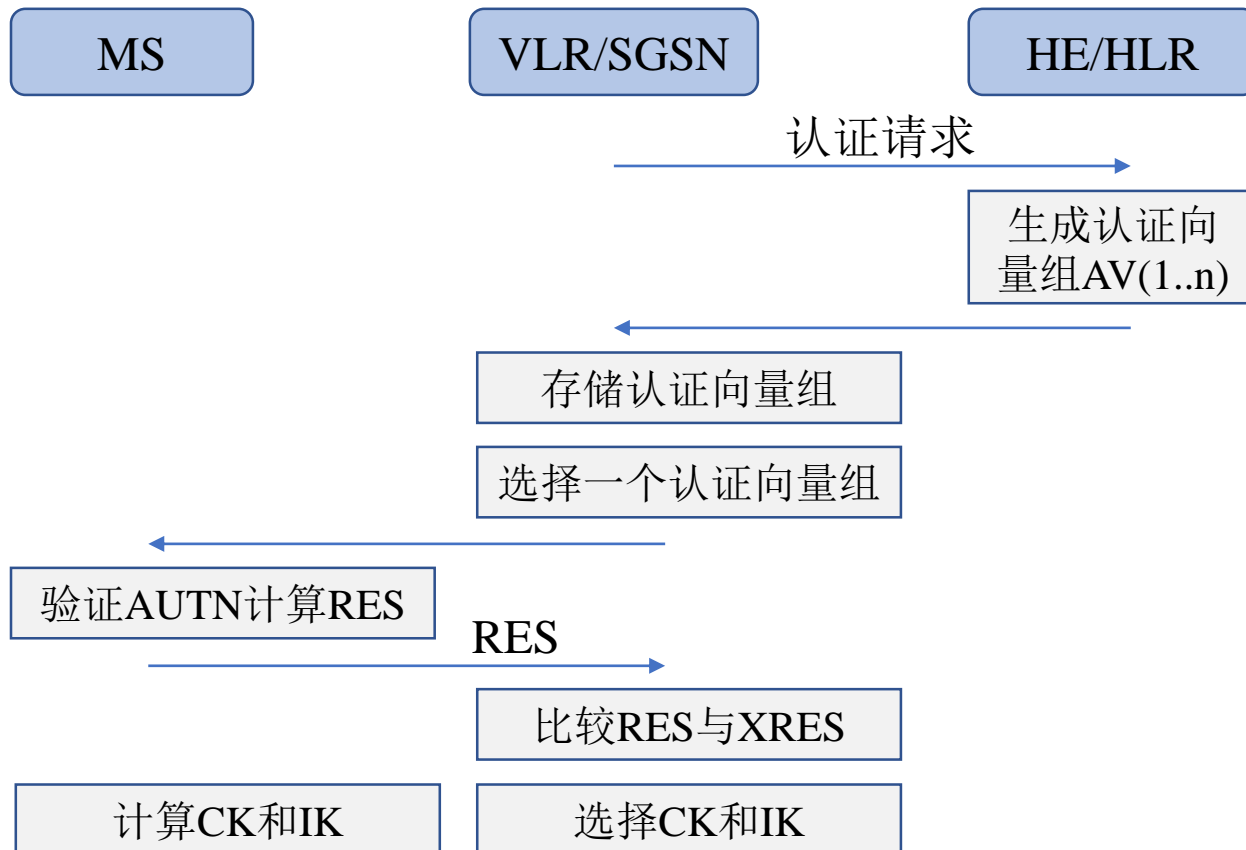 MS
VLR/SGSN
HE/HLR
认证请求
生成认证向
量组AV(1..n)
存储认证向量组
选择一个认证向量组
验证AUTN计算RES
RES
比较RES与XRES
计算CK和IK
选择CK和IK